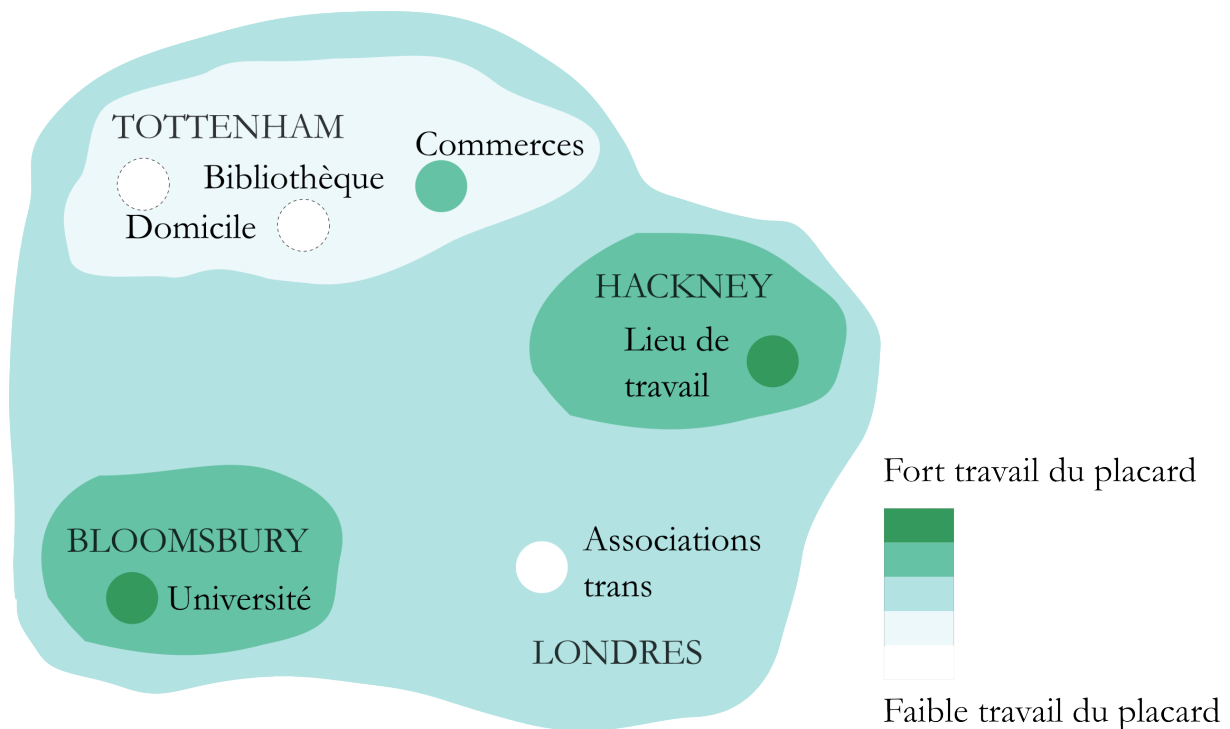 TOTTENHAM
Commerces
Bibliothèque
Domicile
HACKNEY
Lieu de
travail
Fort travail du placard
BLOOMSBURY
Université
Associations
trans
LONDRES
Faible travail du placard